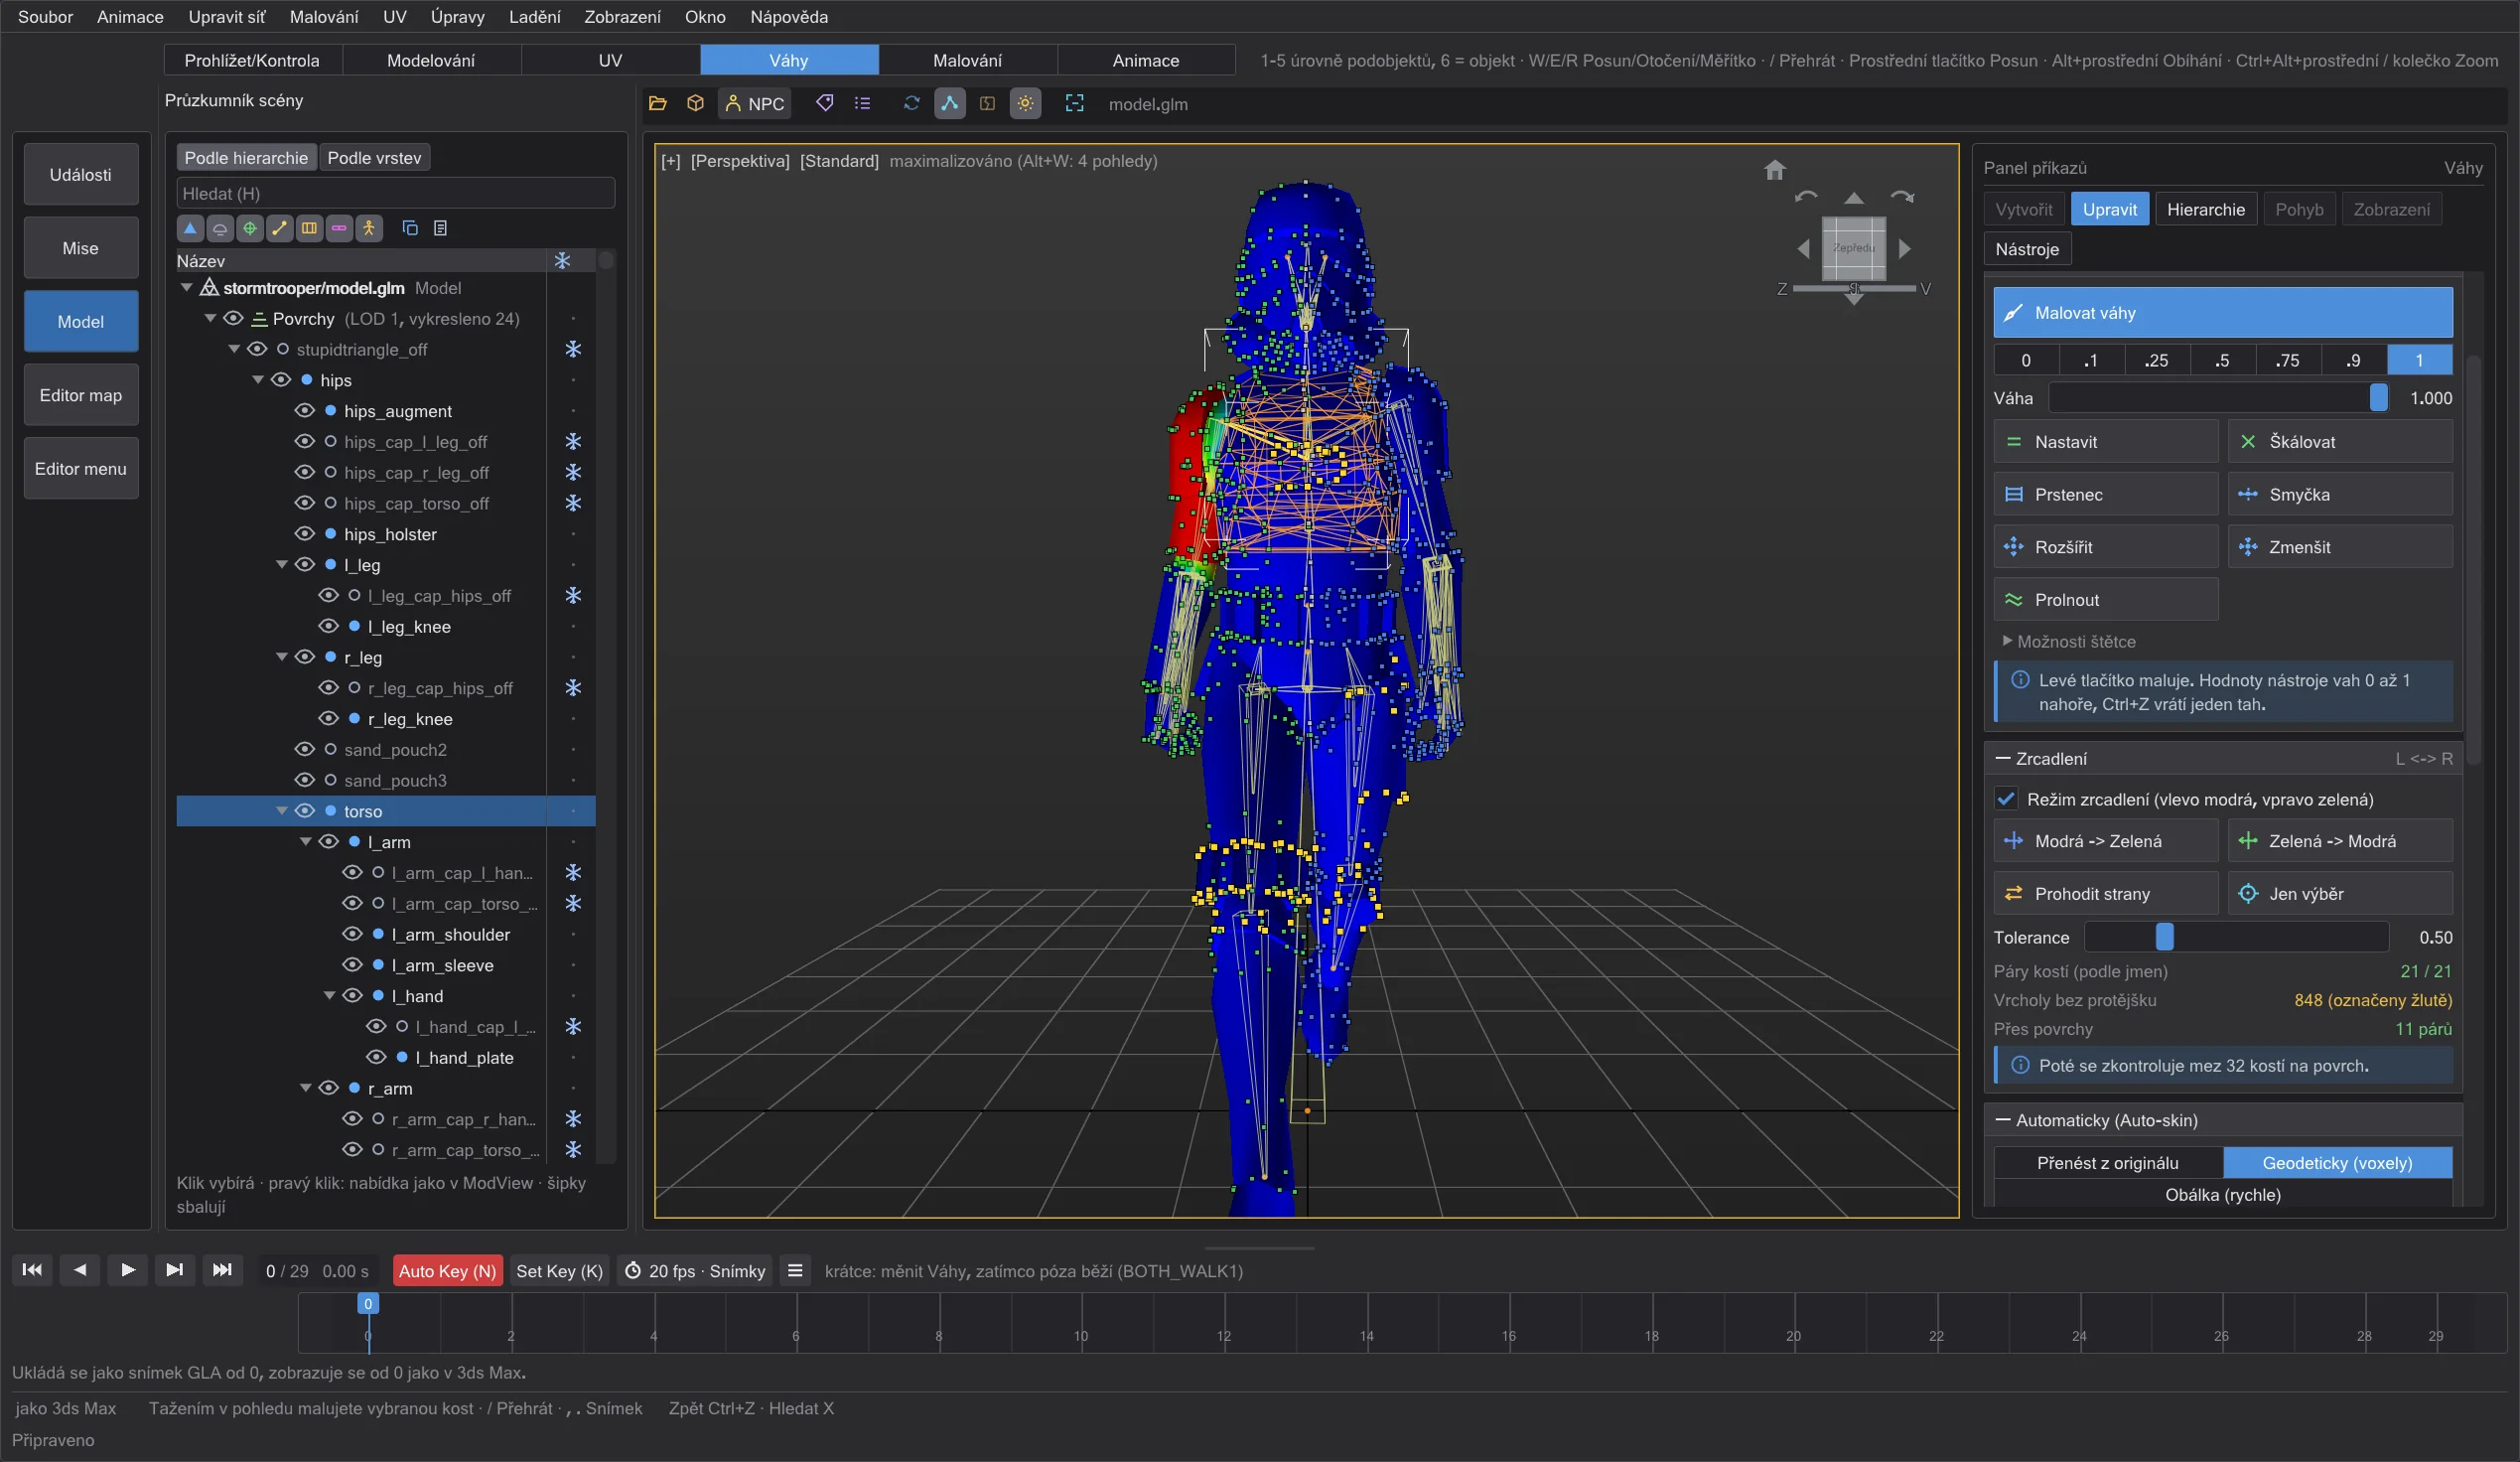 Soubor Animace Upravit síť Malování UV Úpravy Ladění Zobrazení Okno Nápověda
Prohlížet/Kontrola Modelování UV Váhy Malování Animace 1-5 úrovně podobjektů, 6 = objekt · W/E/R Posun/Otočení/Měřítko · / Přehrát · Prostřední tlačítko Posun · Alt+prostřední Obíhání · Ctrl+Alt+prostřední / kolečko Zoom
Průzkumník scény
NPC model.glm
Události
Mise
Model
Editor map
Editor menu
Podle hierarchie Podle vrstev
Hledat (H)
Název
stormtrooper/model.glm Model
Povrchy (LOD 1, vykresleno 24)
stupidtriangle_off
hips
hips_augment
hips_cap_l_leg_off
hips_cap_r_leg_off
hips_cap_torso_off
hips_holster
l_leg
l_leg_cap_hips_off
l_leg_knee
r_leg
r_leg_cap_hips_off
r_leg_knee
sand_pouch2
sand_pouch3
torso
l_arm
l_arm_cap_l_han...
l_arm_cap_torso_...
l_arm_shoulder
l_arm_sleeve
l_hand
l_hand_cap_l_...
l_hand_plate
r_arm
r_arm_cap_r_han...
r_arm_cap_torso_...
Klik vybírá · pravý klik: nabídka jako v ModView · šipky
sbalují
[+] [Perspektiva] [Standard] maximalizováno (Alt+W: 4 pohledy)
Zepředu
Z V
Panel příkazů Váhy
Vytvořit Upravit Hierarchie Pohyb Zobrazení
Nástroje
Malovat váhy
0 .1 .25 .5 .75 .9 1
Váha 1.000
Nastavit Škálovat
Prstenec Smyčka
Rozšířit Zmenšit
Prolnout
Možnosti štětce
Levé tlačítko maluje. Hodnoty nástroje vah 0 až 1
nahoře, Ctrl+Z vrátí jeden tah.
Zrcadlení L <-> R
Režim zrcadlení (vlevo modrá, vpravo zelená)
Modrá -> Zelená Zelená -> Modrá
Prohodit strany Jen výběr
Tolerance 0.50
Páry kostí (podle jmen) 21 / 21
Vrcholy bez protějšku 848 (označeny žlutě)
Přes povrchy 11 párů
Poté se zkontroluje mez 32 kostí na povrch.
Automaticky (Auto-skin)
Přenést z originálu Geodeticky (voxely)
Obálka (rychle)
0 / 29 0.00 s Auto Key (N) Set Key (K) 20 fps · Snímky krátce: měnit Váhy, zatímco póza běží (BOTH_WALK1)
0
0 2 4 6 8 10 12 14 16 18 20 22 24 26 28 29
Ukládá se jako snímek GLA od 0, zobrazuje se od 0 jako v 3ds Max.
jako 3ds Max Tažením v pohledu malujete vybranou kost · / Přehrát · , . Snímek Zpět Ctrl+Z · Hledat X
Připraveno